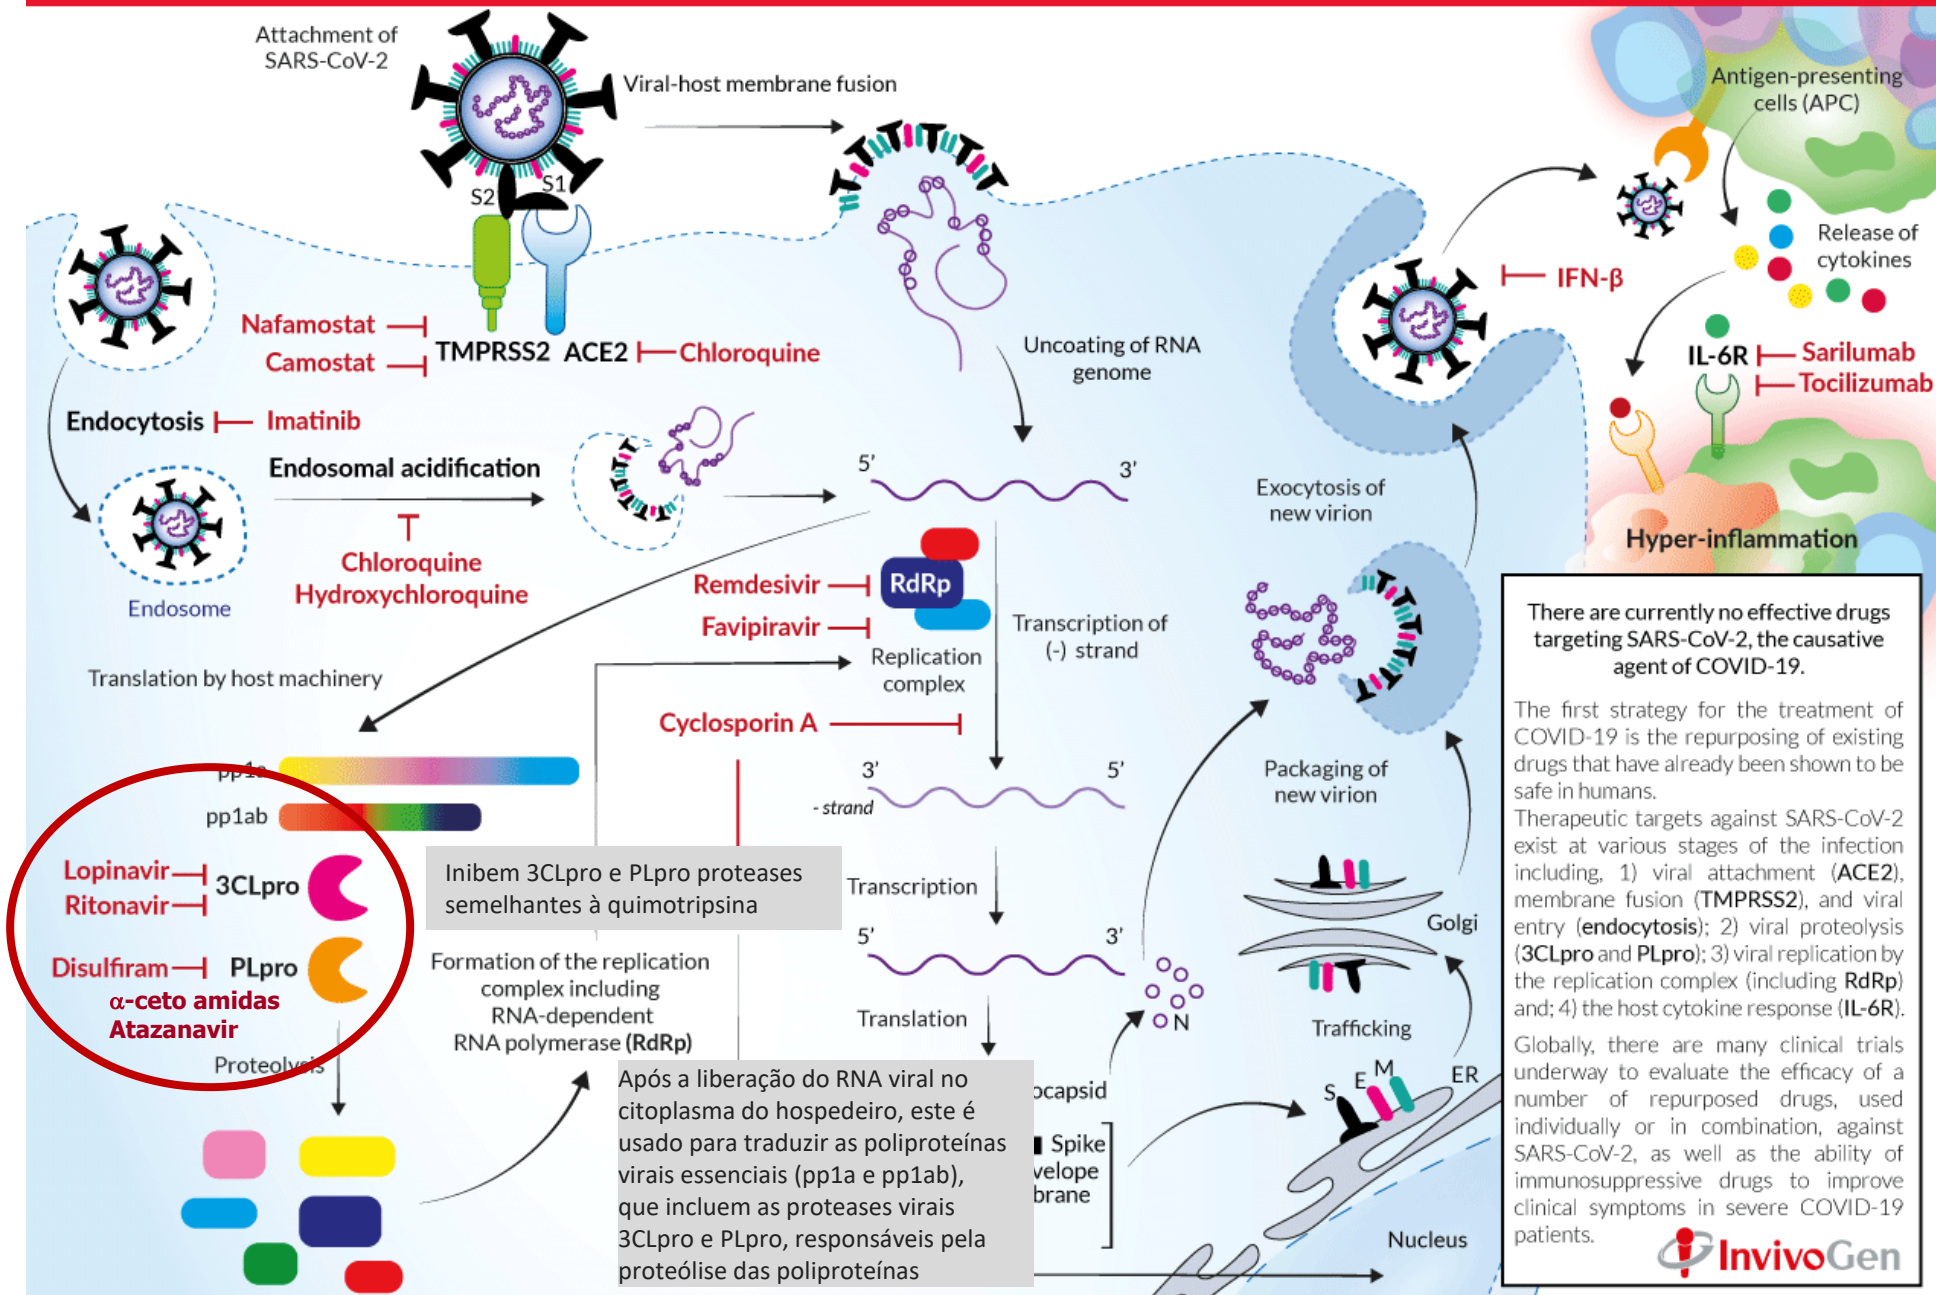 Attachment of
SARS-CoV-2
Viral-host membrane fusion
S2
S1
Nafamostat
Camostat
TMPRSS2
ACE2
Chloroquine
Endocytosis
Imatinib
Endosomal acidification
Chloroquine
Hydroxychloroquine
Endosome
Uncoating of RNA
genome
5'
3'
Remdesivir
RdRp
Favipiravir
Replication
complex
Transcription of
(-) strand
Translation by host machinery
Cyclosporin A
pp1a
pp1ab
3'
5'
- strand
Lopinavir
Ritonavir
3CLpro
Disulfiram
PLpro
α-ceto amidas
Atazanavir
Proteolysis
Inibem 3CLpro e PLpro proteases
semelhantes à quimotripsina
Transcription
5'
3'
Formation of the replication
complex including
RNA-dependent
RNA polymerase (RdRp)
Translation
Após a liberação do RNA viral no
citoplasma do hospedeiro, este é
usado para traduzir as poliproteínas
virais essenciais (pp1a e pp1ab),
que incluem as proteases virais
3CLpro e PLpro, responsáveis pela
proteólise das poliproteínas
ocapsid
Spike
velope
brane
N
S
E
M
ER
Nucleus
Trafficking
Golgi
Packaging of
new virion
Exocytosis of
new virion
IFN-β
Antigen-presenting
cells (APC)
Release of
cytokines
IL-6R
Sarilumab
Tocilizumab
Hyper-inflammation
There are currently no effective drugs
targeting SARS-CoV-2, the causative
agent of COVID-19.
The first strategy for the treatment of
COVID-19 is the repurposing of existing
drugs that have already been shown to be
safe in humans.
Therapeutic targets against SARS-CoV-2
exist at various stages of the infection
including, 1) viral attachment (ACE2),
membrane fusion (TMPRSS2), and viral
entry (endocytosis); 2) viral proteolysis
(3CLpro and PLpro); 3) viral replication by
the replication complex (including RdRp)
and; 4) the host cytokine response (IL-6R).
Globally, there are many clinical trials
underway to evaluate the efficacy of a
number of repurposed drugs, used
individually or in combination, against
SARS-CoV-2, as well as the ability of
immunosuppressive drugs to improve
clinical symptoms in severe COVID-19
patients.
InvivoGen